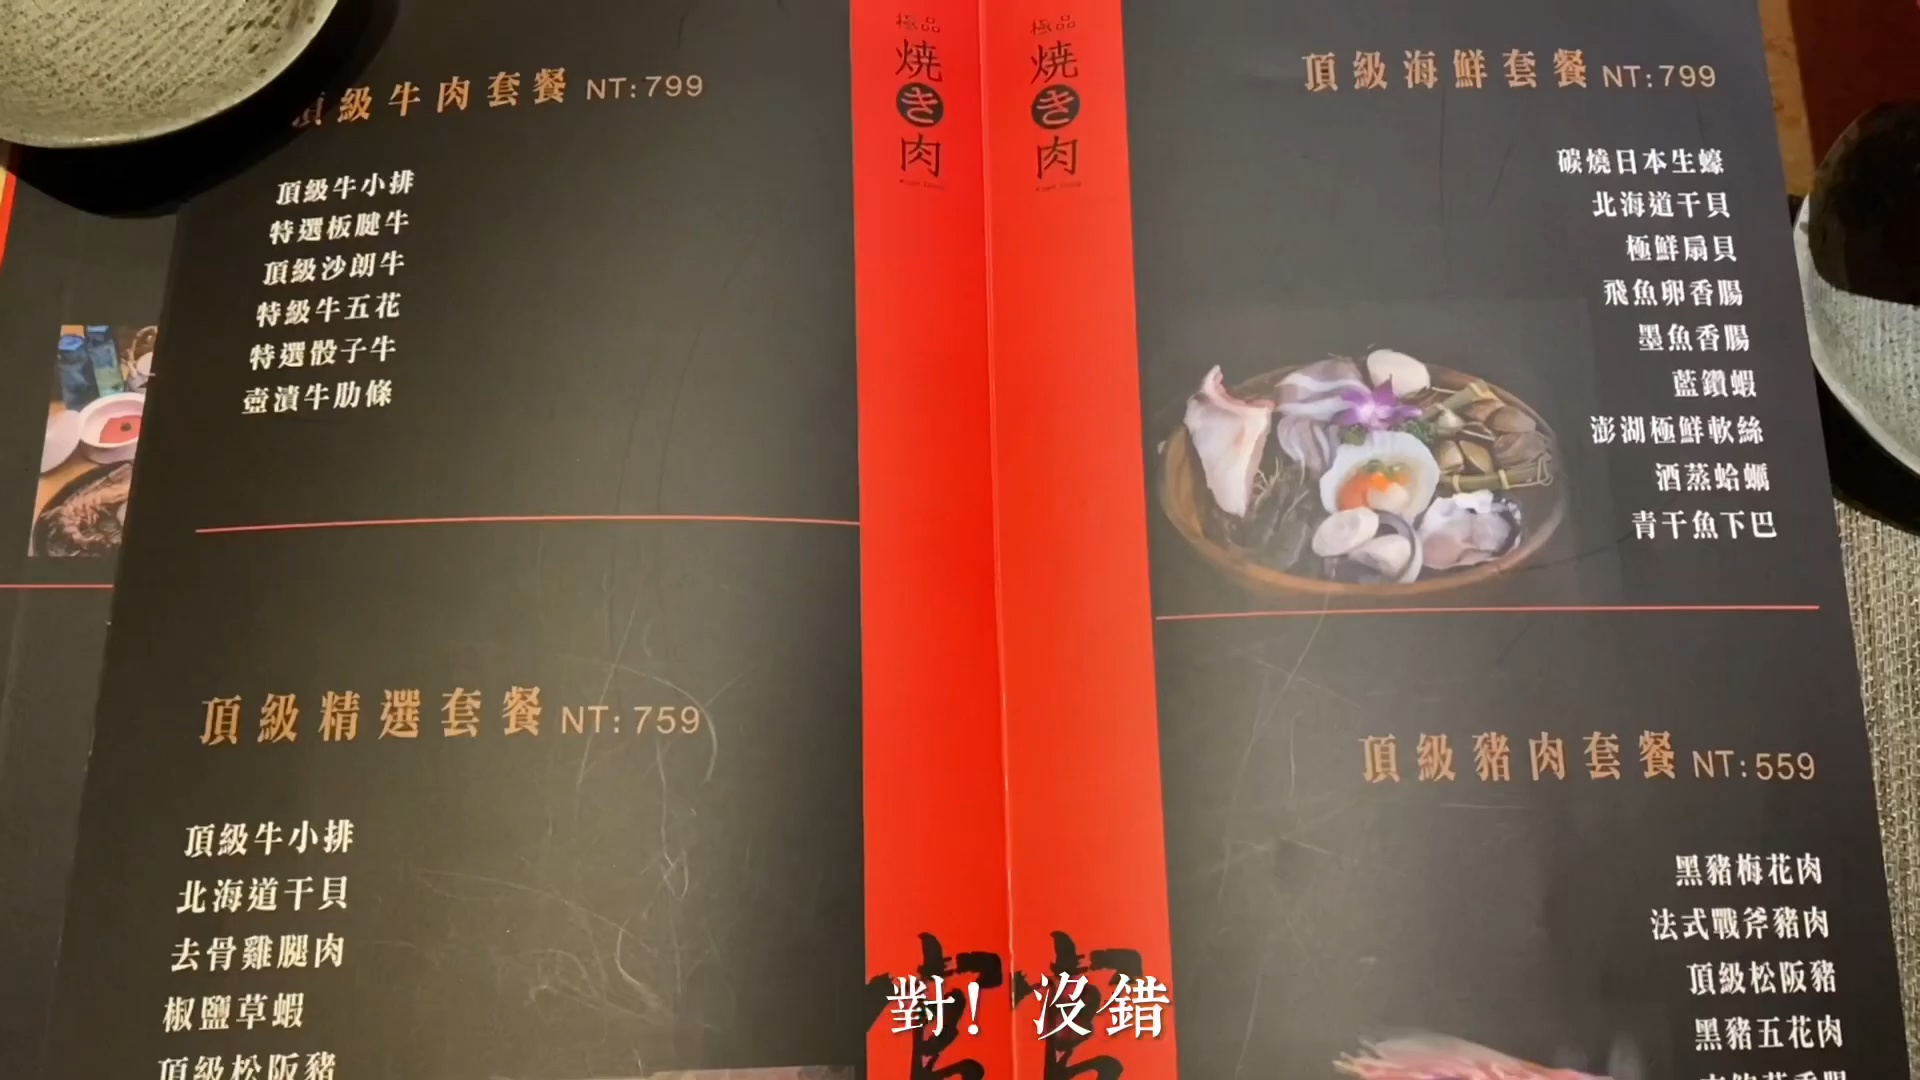 頂級牛肉套餐 NT:799
頂級牛小排
特選板腱牛
頂級沙朗牛
特級牛五花
特選骰子牛
壺漬牛肋條
頂級精選套餐 NT:759
頂級牛小排
北海道干貝
去骨雞腿肉
椒鹽草蝦
頂級松阪豬
極品
焼き肉
極品
焼き肉
頂級海鮮套餐 NT:799
碳燒日本生蠔
北海道干貝
極鮮扇貝
飛魚卵香腸
墨魚香腸
藍鑽蝦
澎湖極鮮軟絲
酒蒸蛤蠣
青干魚下巴
頂級豬肉套餐 NT:559
黑豬梅花肉
法式戰斧豬肉
頂級松阪豬
黑豬五花肉
對! 沒錯